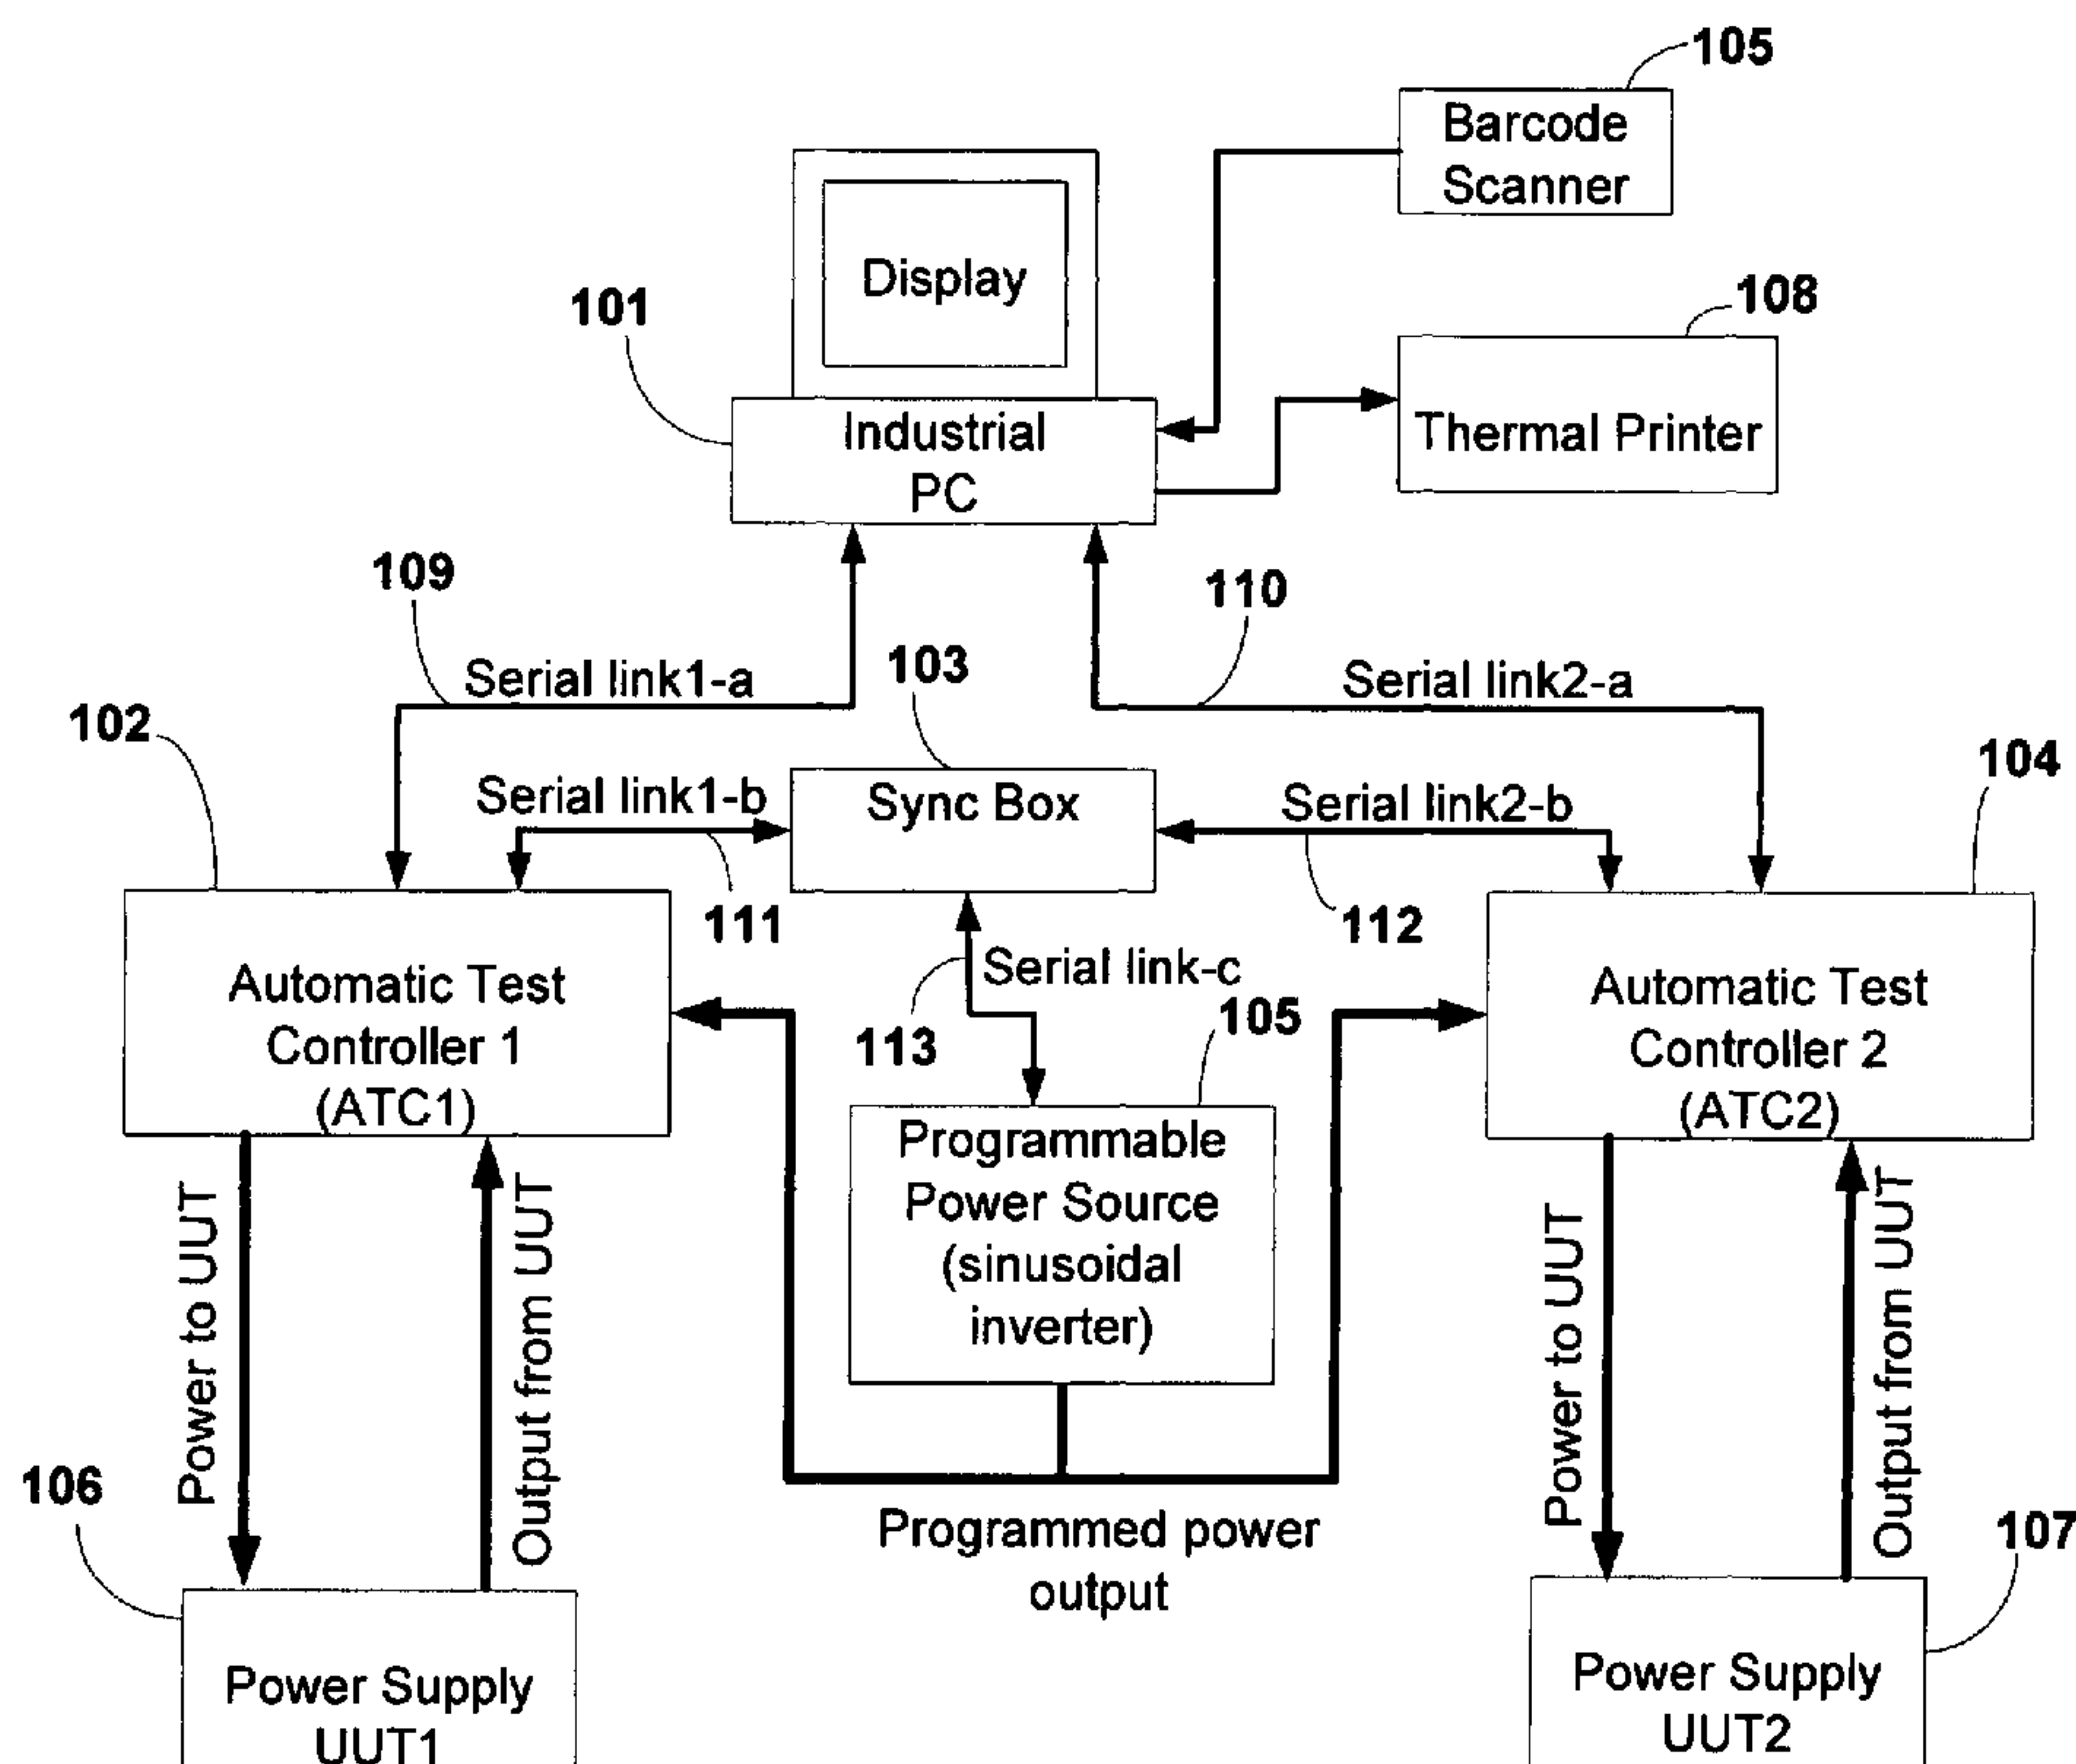 105
Barcode
Scanner
Display
101
108
Industrial
PC
Thermal Printer
109
110
Serial link1-a
103
Serial link2-a
102
104
Serial link1-b
Sync Box
Serial link2-b
111
112
Automatic Test
Controller 1
(ATC1)
Serial link-c
113
105
Automatic Test
Controller 2
(ATC2)
Programmable
Power Source
(sinusoidal
inverter)
Power to UUT
Output from UUT
Power to UUT
Output from UUT
106
Programmed power
output
107
Power Supply
UUT1
Power Supply
UUT2